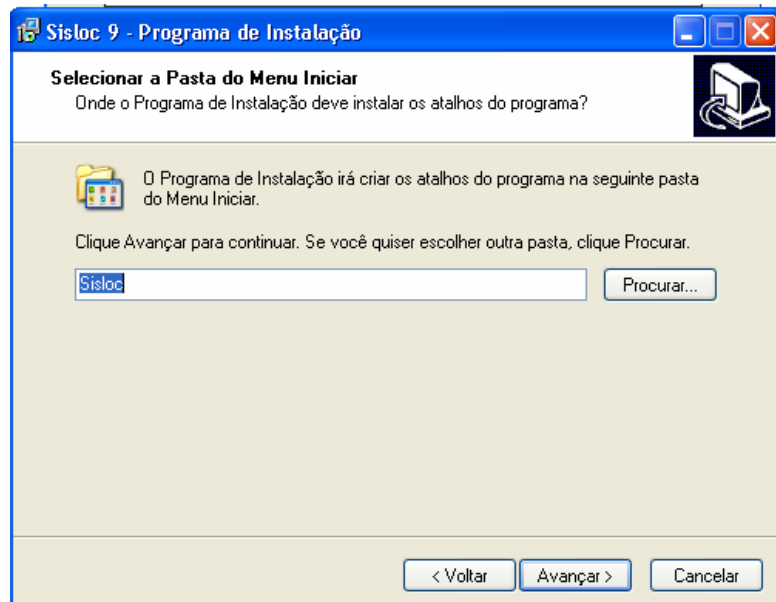 Sisloc 9 - Programa de Instalação
Selecionar a Pasta do Menu Iniciar
Onde o Programa de Instalação deve instalar os atalhos do programa?
O Programa de Instalação irá criar os atalhos do programa na seguinte pasta
do Menu Iniciar.
Clique Avançar para continuar. Se você quiser escolher outra pasta, clique Procurar.
Sisloc
Procurar...
< Voltar
Avançar >
Cancelar